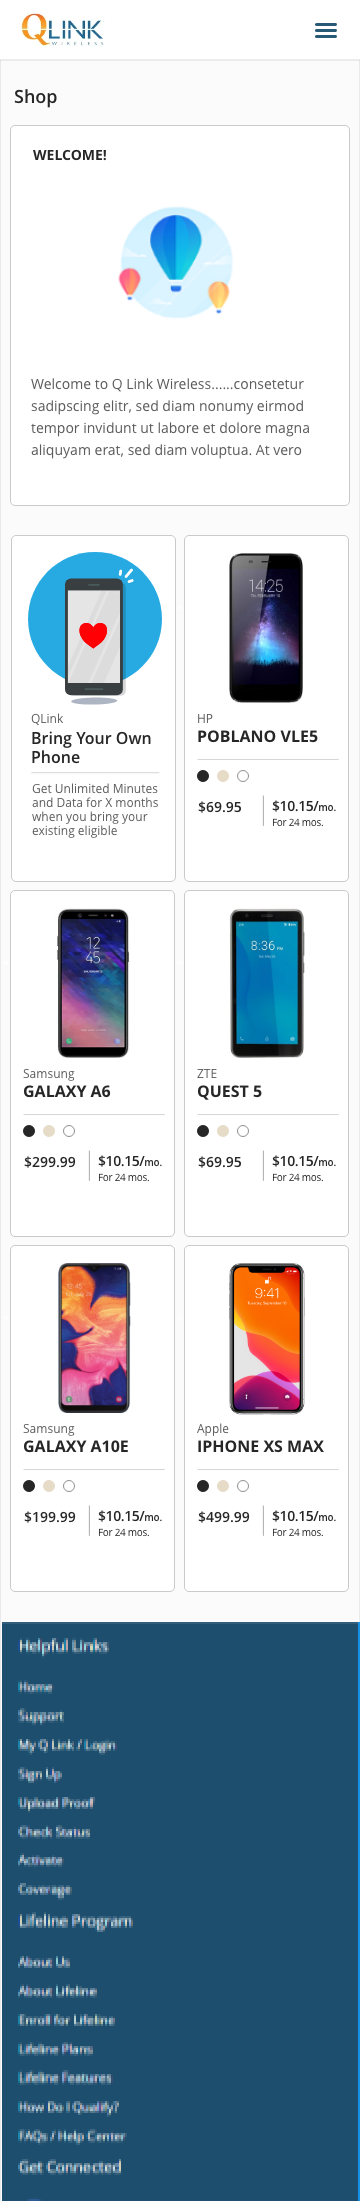 QLINK
WIRELESS
Shop
WELCOME!
Welcome to Q Link Wireless......consetetur
sadipscing elitr, sed diam nonumy eirmod
tempor invidunt ut labore et dolore magna
aliquyam erat, sed diam voluptua. At vero
QLink
Bring Your Own
Phone
Get Unlimited Minutes
and Data for X months
when you bring your
existing eligible
14:25
HP
POBLANO VLE5
$69.95
$10.15/mo.
For 24 mos.
12
45
Samsung
GALAXY A6
$299.99
$10.15/mo.
For 24 mos.
8:36 PM
ZTE
QUEST 5
$69.95
$10.15/mo.
For 24 mos.
Samsung
GALAXY A10E
$199.99
$10.15/mo.
For 24 mos.
9:41
Apple
IPHONE XS MAX
$499.99
$10.15/mo.
For 24 mos.
Helpful Links
Home
Support
My Q Link / Login
Sign Up
Upload Proof
Check Status
Activate
Coverage
Lifeline Program
About Us
About Lifeline
Enroll for Lifeline
Lifeline Plans
Lifeline Features
How Do I Qualify?
FAQs / Help Center
Get Connected